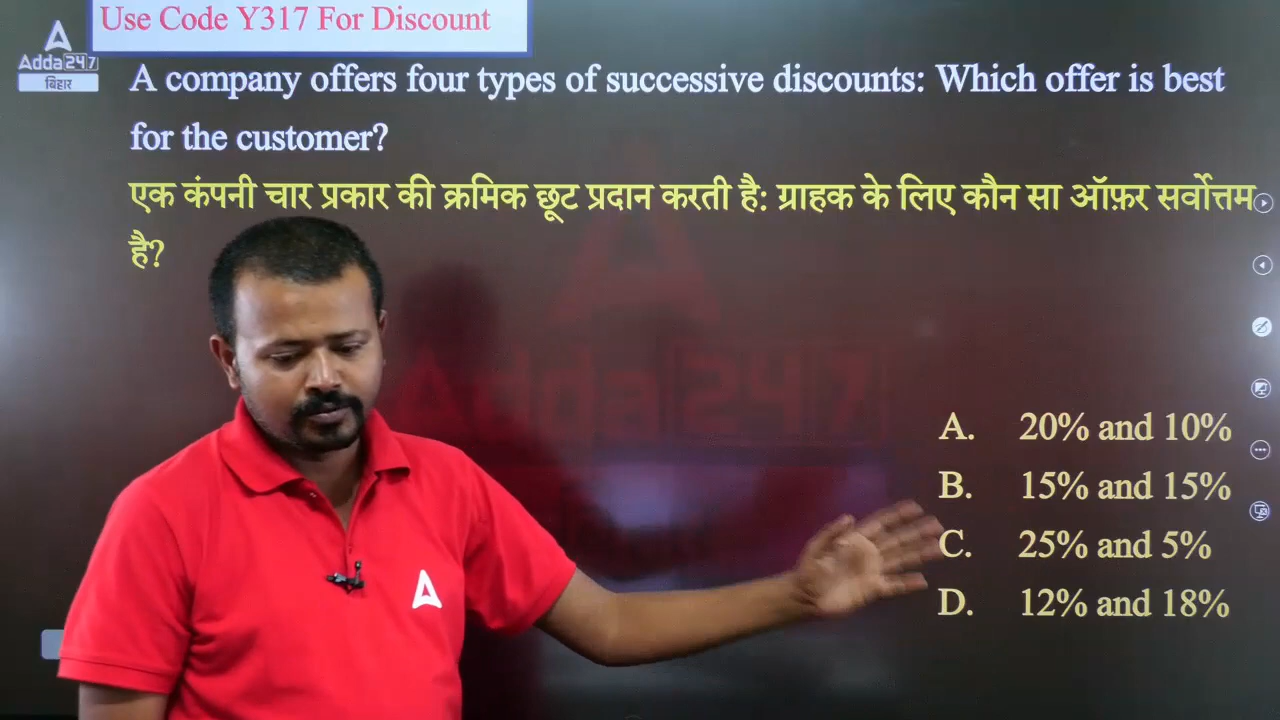 Use Code Y317 For Discount
Adda247
बिहार
A company offers four types of successive discounts: Which offer is best
for the customer?
एक कंपनी चार प्रकार की क्रमिक छूट प्रदान करती है: ग्राहक के लिए कौन सा ऑफ़र सर्वोत्तम
है?
A. 20% and 10%
B. 15% and 15%
C. 25% and 5%
D. 12% and 18%